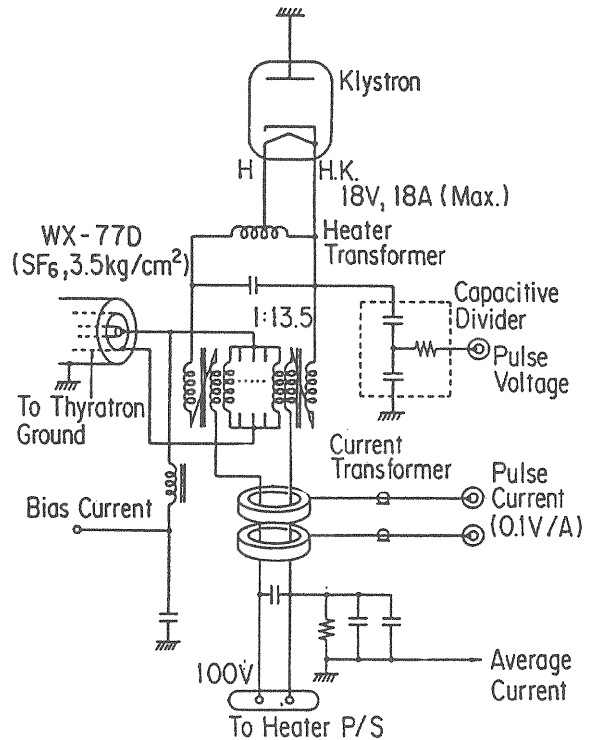 Klystron
H
H.K.
18V, 18A (Max.)
Heater
Transformer
WX-77D
(SF6, 3.5kg/cm2)
1:13.5
Capacitive
Divider
Pulse
Voltage
To Thyratron
Ground
Current
Transformer
Pulse
Current
(0.1V/A)
Bias Current
100V
Average
Current
To Heater P/S